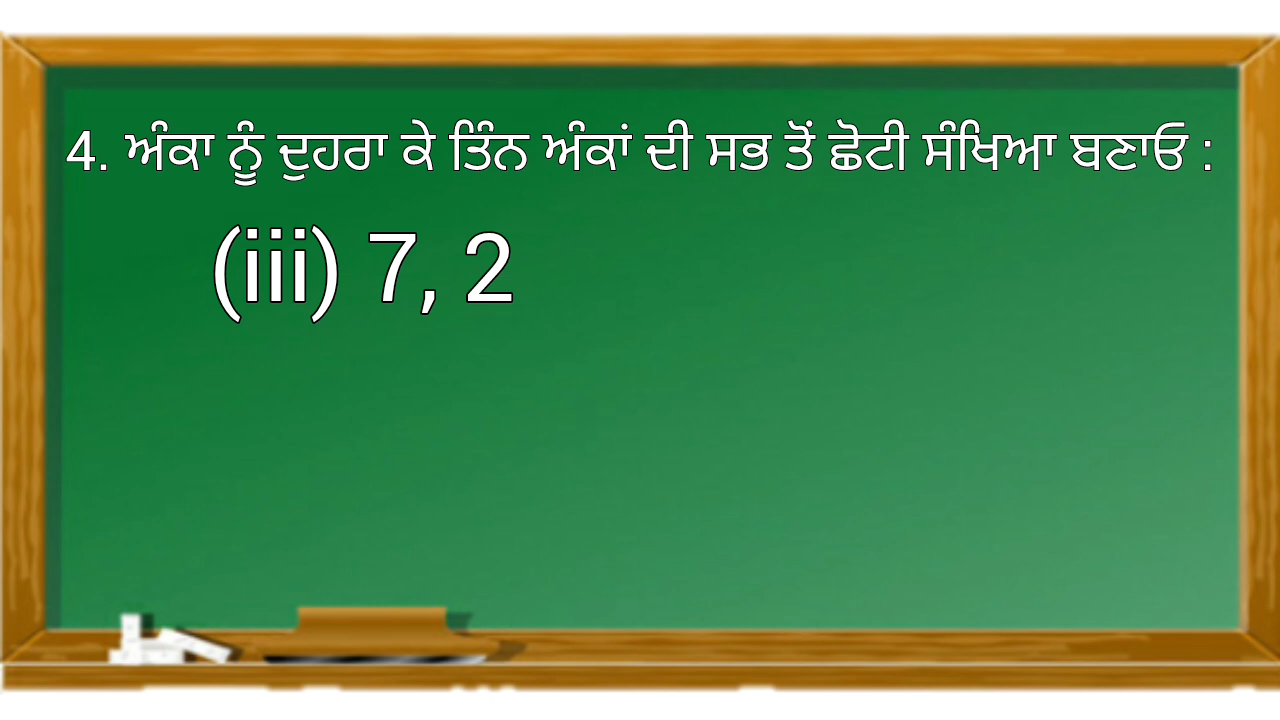 4. ਅੰਕਾ ਨੂੰ ਦੁਹਰਾ ਕੇ ਤਿੰਨ ਅੰਕਾਂ ਦੀ ਸਭ ਤੋਂ ਛੋਟੀ ਸੰਖਿਆ ਬਣਾਓ :
(iii) 7, 2